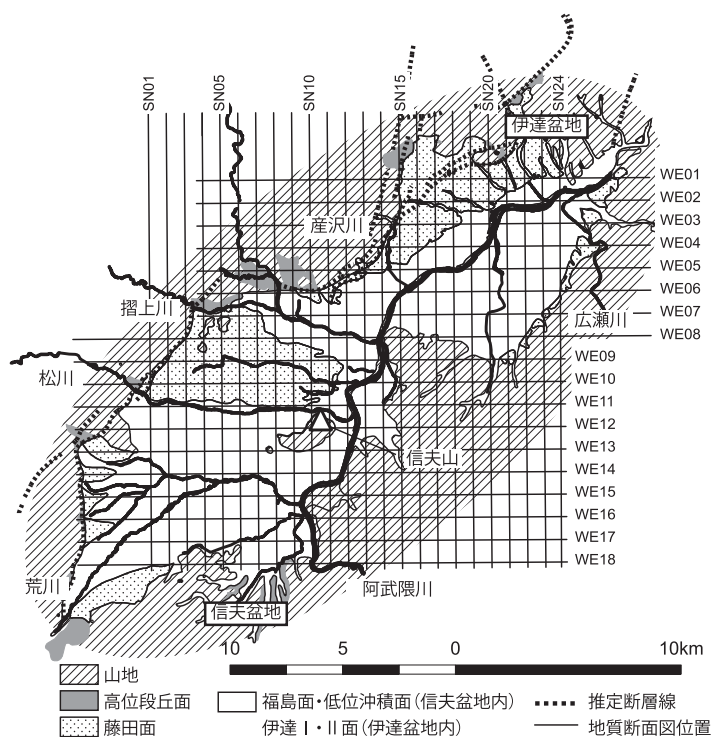 SN01
SN05
SN10
SN15
SN20
SN24
伊達盆地
WE01
WE02
産沢川
WE03
WE04
WE05
WE06
摺上川
広瀬川
WE07
WE08
WE09
松川
WE10
WE11
WE12
信夫山
WE13
WE14
WE15
WE16
WE17
荒川
WE18
阿武隈川
信夫盆地
10 5 0 10km
山地
高位段丘面
福島面・低位沖積面(信夫盆地内)
推定断層線
藤田面
伊達Ⅰ・Ⅱ面(伊達盆地内)
地質断面図位置